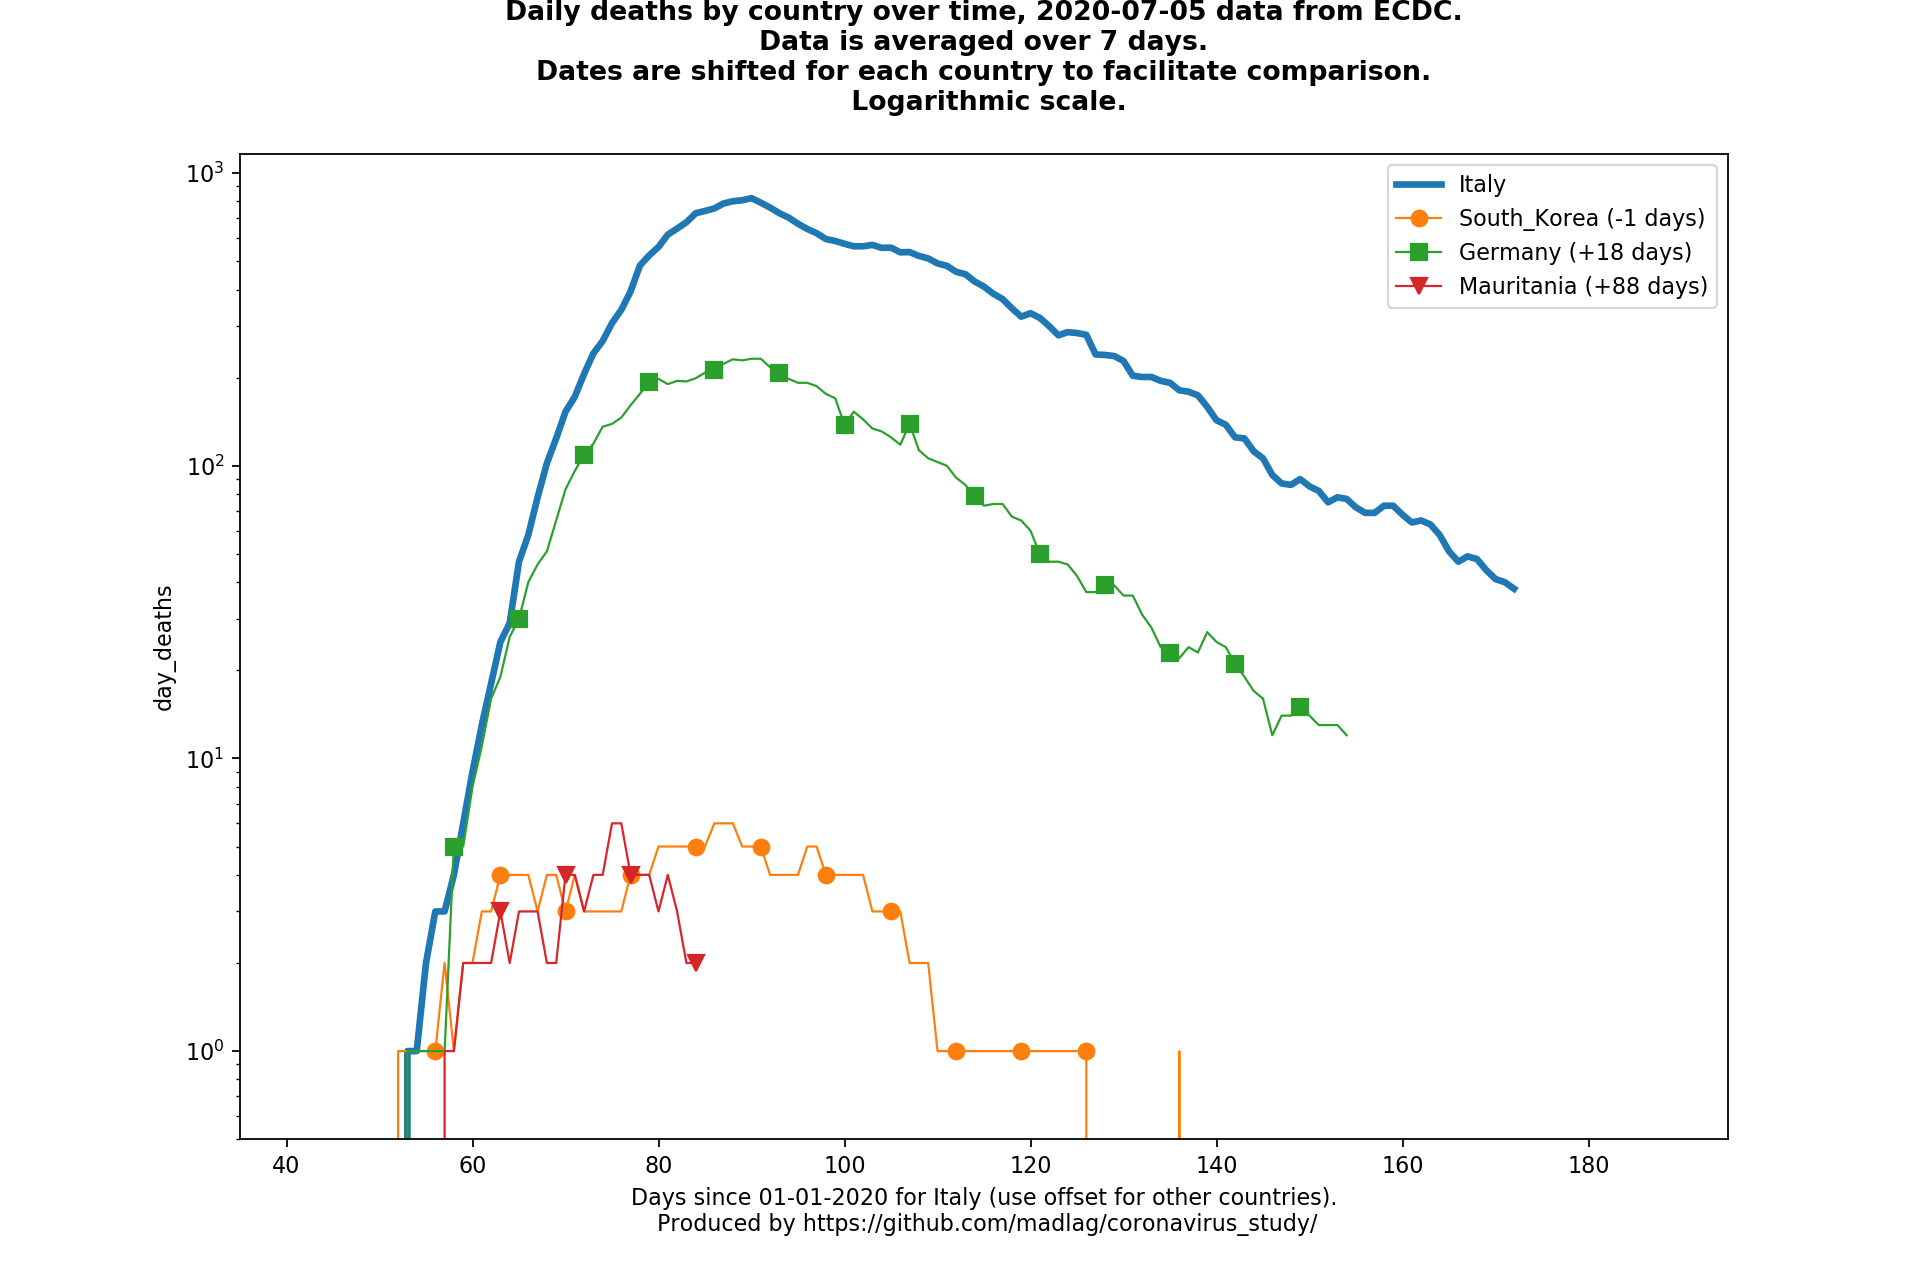 Daily deaths by country over time, 2020-07-05 data from ECDC.
Data is averaged over 7 days.
Dates are shifted for each country to facilitate comparison.
Logarithmic scale.
10³
10²
10¹
10⁰
day_deaths
Italy
South_Korea (-1 days)
Germany (+18 days)
Mauritania (+88 days)
40 60 80 100 120 140 160 180
Days since 01-01-2020 for Italy (use offset for other countries).
Produced by https://github.com/madlag/coronavirus_study/